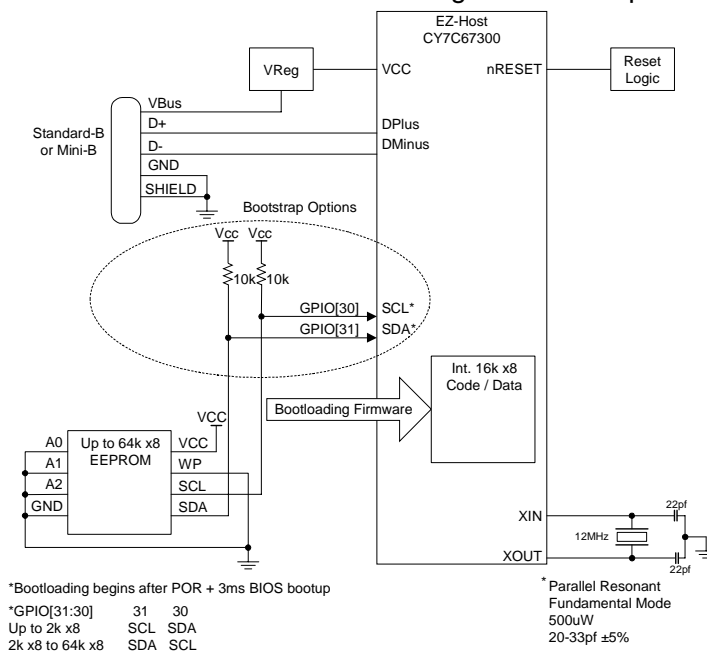 EZ-Host
CY7C67300
VReg
VCC
nRESET
Reset
Logic
VBus
D+
DPlus
Standard-B
or Mini-B
D-
DMinus
GND
SHIELD
Bootstrap Options
Vcc Vcc
10k 10k
GPIO[30] SCL*
GPIO[31] SDA*
Int. 16k x8
Code / Data
Bootloading Firmware
VCC
A0
Up to 64k x8
EEPROM
VCC
A1
WP
A2
SCL
GND
SDA
XIN
22pf
12MHz
XOUT
22pf
*Bootloading begins after POR + 3ms BIOS bootup
*GPIO[31:30] 31 30
Up to 2k x8 SCL SDA
2k x8 to 64k x8 SDA SCL
* Parallel Resonant
Fundamental Mode
500uW
20-33pf ±5%